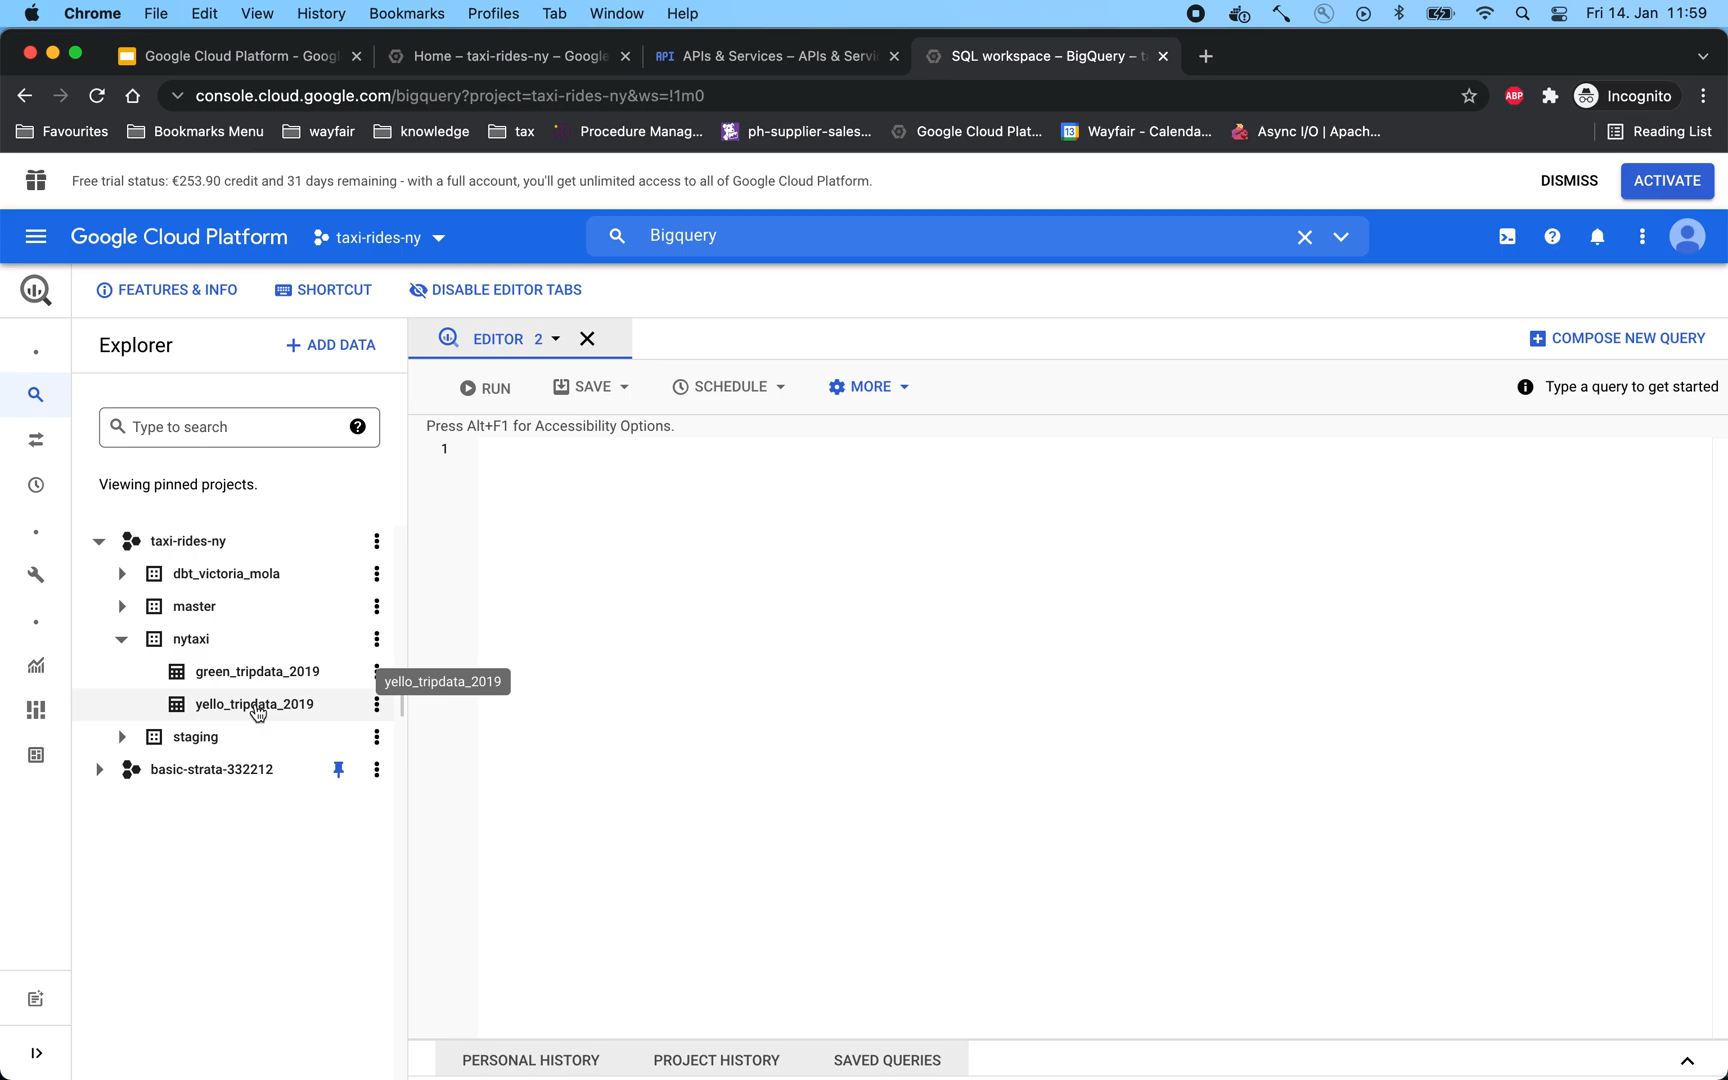 Chrome File Edit View History Bookmarks Profiles Tab Window Help Fri 14. Jan 11:59
Google Cloud Platform - Googl Home – taxi-rides-ny – Google API APIs & Services – APIs & Servi SQL workspace – BigQuery – t
console.cloud.google.com/bigquery?project=taxi-rides-ny&ws=!1m0 ABP Incognito
Favourites Bookmarks Menu wayfair knowledge tax Procedure Manag... ph-supplier-sales... Google Cloud Plat... 13 Wayfair - Calenda... Async I/O | Apach... Reading List
Free trial status: €253.90 credit and 31 days remaining - with a full account, you'll get unlimited access to all of Google Cloud Platform. DISMISS ACTIVATE
Google Cloud Platform taxi-rides-ny Bigquery
FEATURES & INFO SHORTCUT DISABLE EDITOR TABS
Explorer + ADD DATA EDITOR 2 COMPOSE NEW QUERY
RUN SAVE SCHEDULE MORE Type a query to get started
Type to search
Press Alt+F1 for Accessibility Options.
1
Viewing pinned projects.
taxi-rides-ny
dbt_victoria_mola
master
nytaxi
green_tripdata_2019
yello_tripdata_2019
yello_tripdata_2019
staging
basic-strata-332212
PERSONAL HISTORY PROJECT HISTORY SAVED QUERIES